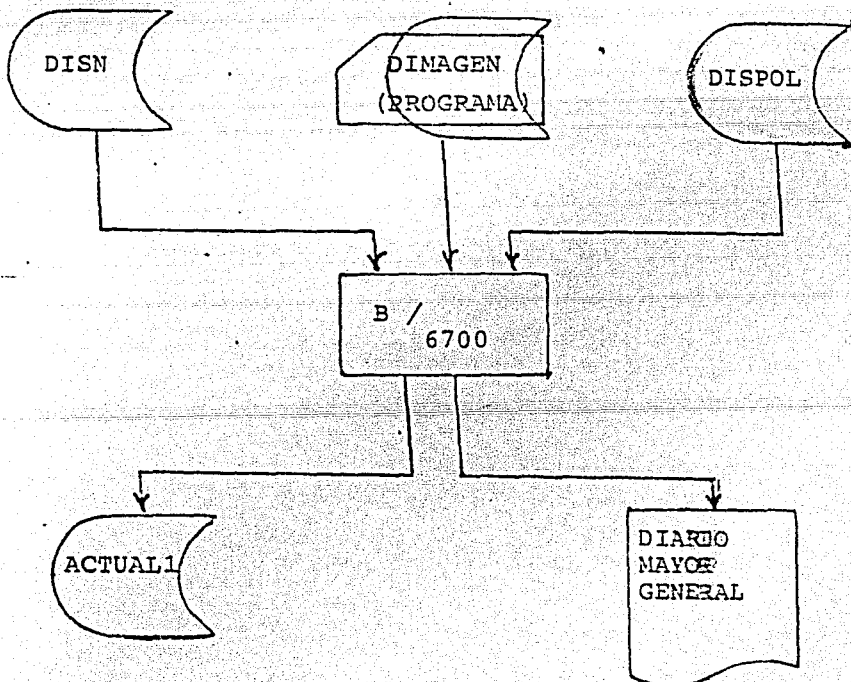 DISN
DIMAGEN
(PROGRAMA)
DISPOL
B /
6700
ACTUAL1
DIARIO
MAYOR
GENERAL